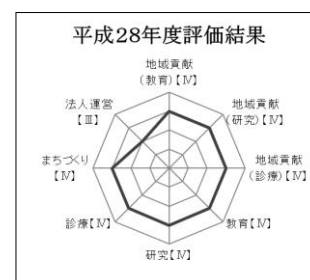 平成28年度評価結果
地域貢献
(教育)【Ⅳ】
地域貢献
(研究)【Ⅳ】
地域貢献
(診療)【Ⅳ】
教育【Ⅳ】
研究【Ⅳ】
診療【Ⅳ】
まちづくり
【Ⅳ】
法人運営
【Ⅲ】